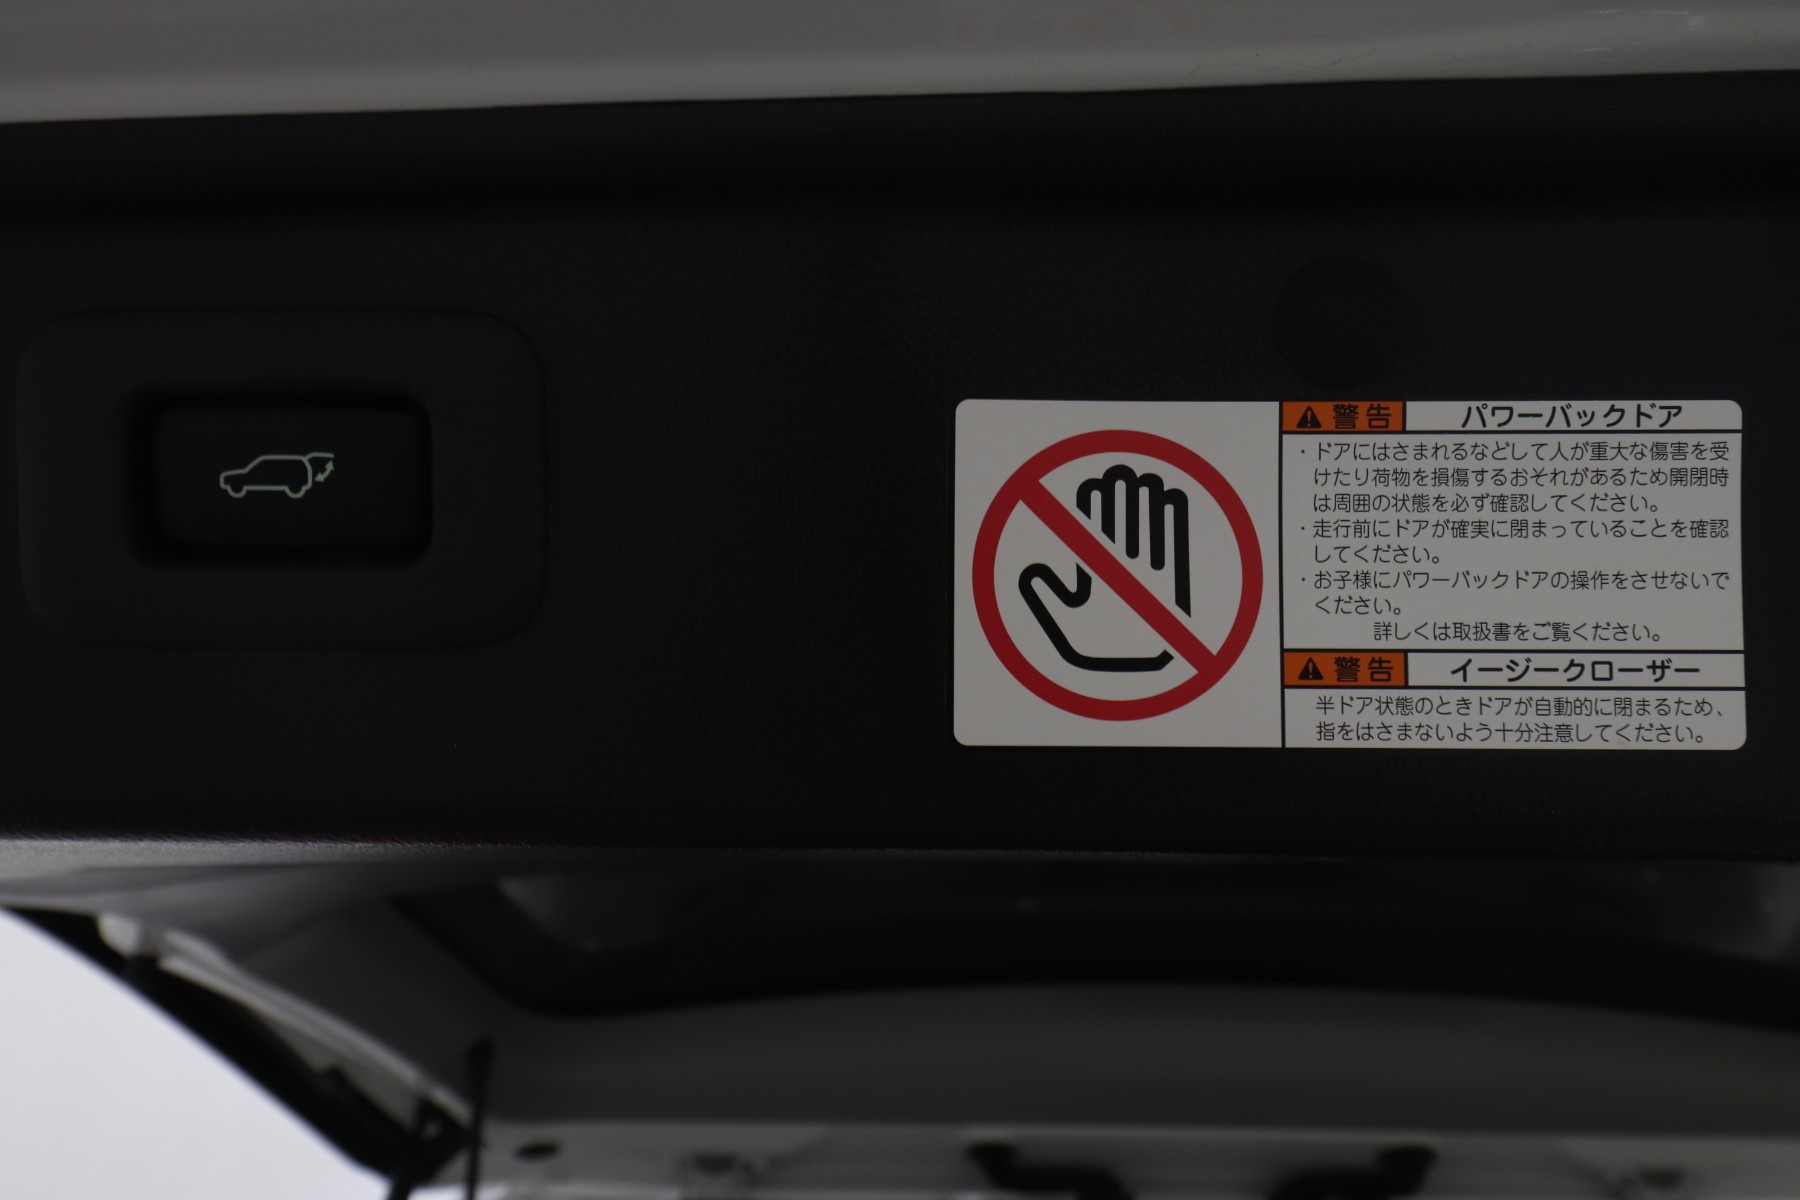 警告 パワーバックドア
・ドアにはさまれるなどして人が重大な傷害を受
けたり荷物を損傷するおそれがあるため開閉時
は周囲の状態を必ず確認してください。
・走行前にドアが確実に閉まっていることを確認
してください。
・お子様にパワーバックドアの操作をさせないで
ください。
詳しくは取扱書をご覧ください。
警告 イージークローザー
半ドア状態のときドアが自動的に閉まるため、
指をはさまないよう十分注意してください。